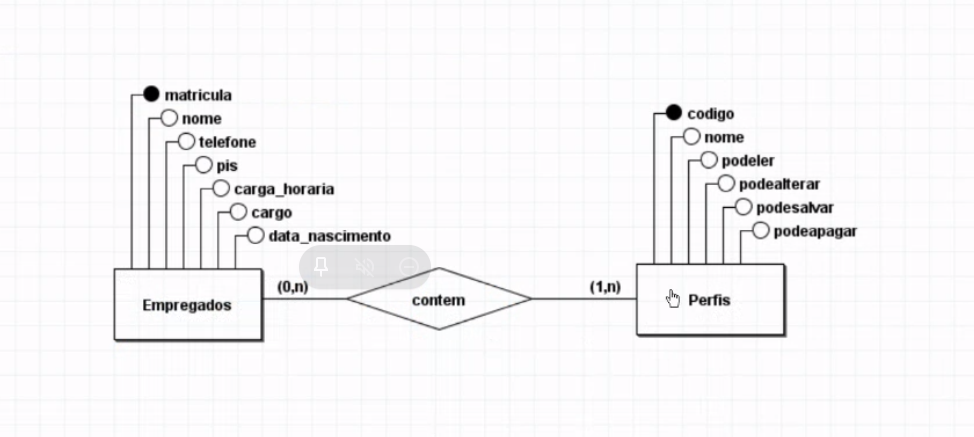 matricula
nome
telefone
pis
carga_horaria
cargo
data_nascimento
Empregados
(0,n)
contem
(1,n)
codigo
nome
podeler
podealterar
podesalvar
podeapagar
Perfis